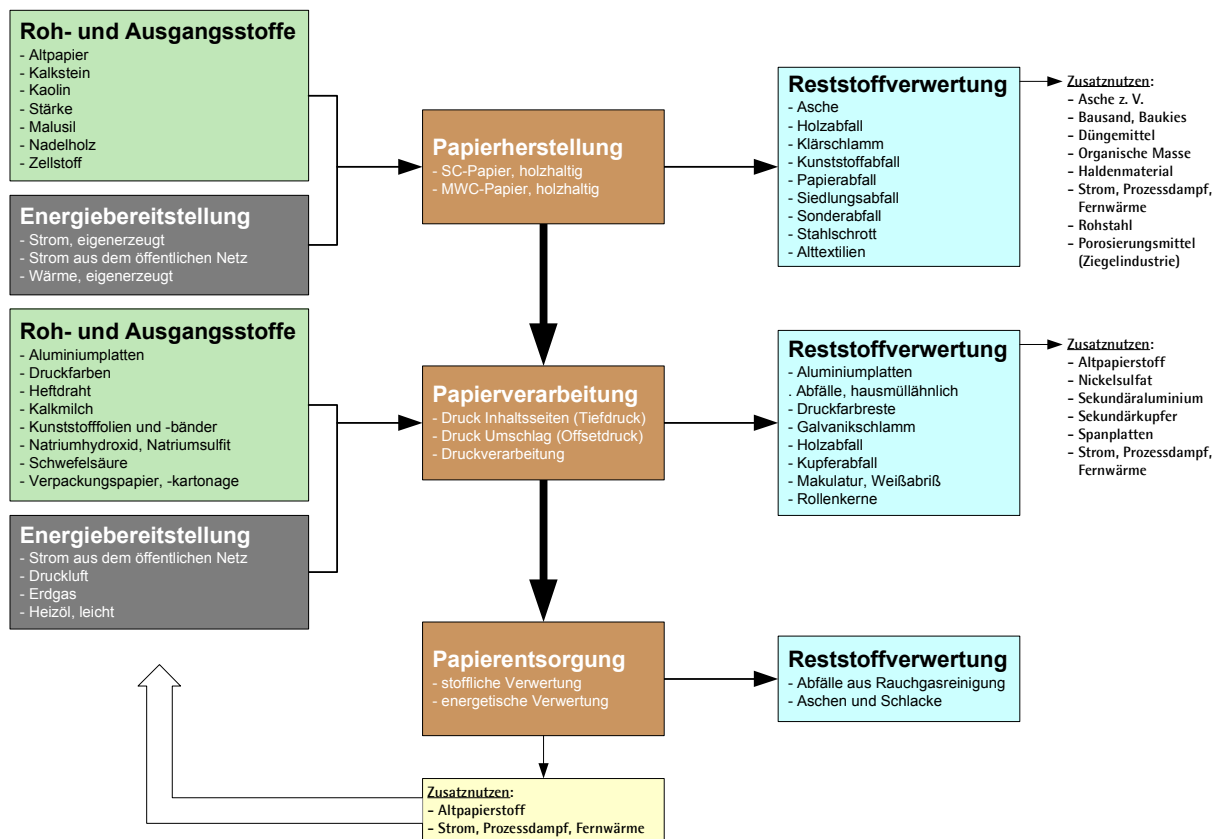 Roh- und Ausgangsstoffe
- Altpapier
- Kalkstein
- Kaolin
- Stärke
- Malusil
- Nadelholz
- Zellstoff
Energiebereitstellung
- Strom, eigenerzeugt
- Strom aus dem öffentlichen Netz
- Wärme, eigenerzeugt
Papierherstellung
- SC-Papier, holzhaltig
- MWC-Papier, holzhaltig
Reststoffverwertung
- Asche
- Holzabfall
- Klärschlamm
- Kunststoffabfall
- Papierabfall
- Siedlungsabfall
- Sonderabfall
- Stahlschrott
- Alttextilien
Zusatznutzen:
- Asche z. V.
- Bausand, Baukies
- Düngemittel
- Organische Masse
- Haldenmaterial
- Strom, Prozessdampf,
Fernwärme
- Rohstahl
- Porosierungsmittel
(Ziegelindustrie)
Roh- und Ausgangsstoffe
- Aluminiumplatten
- Druckfarben
- Heftdraht
- Kalkmilch
- Kunststofffolien und -bänder
- Natriumhydroxid, Natriumsulfit
- Schwefelsäure
- Verpackungspapier, -kartonage
Energiebereitstellung
- Strom aus dem öffentlichen Netz
- Druckluft
- Erdgas
- Heizöl, leicht
Papierverarbeitung
- Druck Inhaltsseiten (Tiefdruck)
- Druck Umschlag (Offsetdruck)
- Druckverarbeitung
Reststoffverwertung
- Aluminiumplatten
. Abfälle, hausmüllähnlich
- Druckfarbreste
- Galvanikschlamm
- Holzabfall
- Kupferabfall
- Makulatur, Weißabriß
- Rollenkerne
Zusatznutzen:
- Altpapierstoff
- Nickelsulfat
- Sekundäraluminium
- Sekundärkupfer
- Spanplatten
- Strom, Prozessdampf,
Fernwärme
Papierentsorgung
- stoffliche Verwertung
- energetische Verwertung
Reststoffverwertung
- Abfälle aus Rauchgasreinigung
- Aschen und Schlacke
Zusatznutzen:
- Altpapierstoff
- Strom, Prozessdampf, Fernwärme